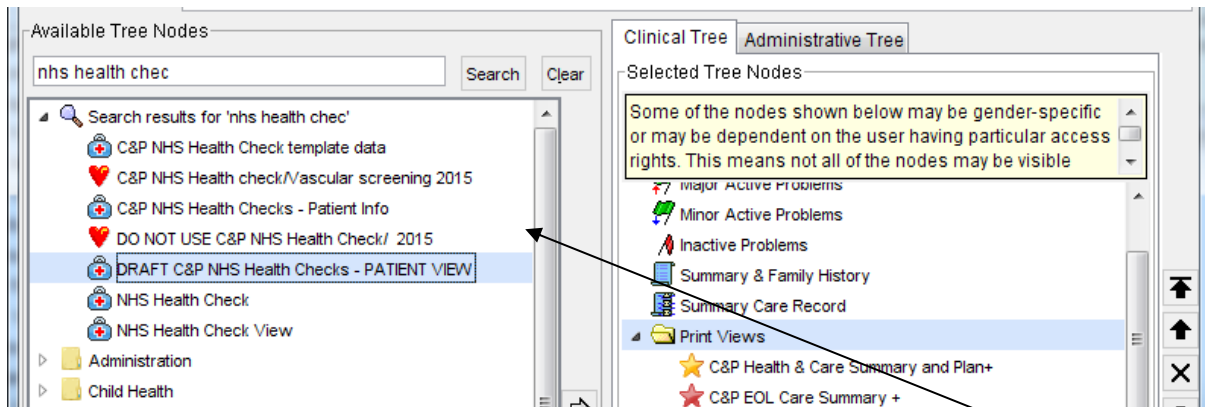 Available Tree Nodes
nhs health chec
Search
Clear
Search results for 'nhs health chec'
C&P NHS Health Check template data
C&P NHS Health check/Vascular screening 2015
C&P NHS Health Checks - Patient Info
DO NOT USE C&P NHS Health Check/ 2015
DRAFT C&P NHS Health Checks - PATIENT VIEW
NHS Health Check
NHS Health Check View
Administration
Child Health
Clinical Tree
Administrative Tree
Selected Tree Nodes
Some of the nodes shown below may be gender-specific
or may be dependent on the user having particular access
rights. This means not all of the nodes may be visible
Major Active Problems
Minor Active Problems
Inactive Problems
Summary & Family History
Summary Care Record
Print Views
C&P Health & Care Summary and Plan+
C&P EOL Care Summary +